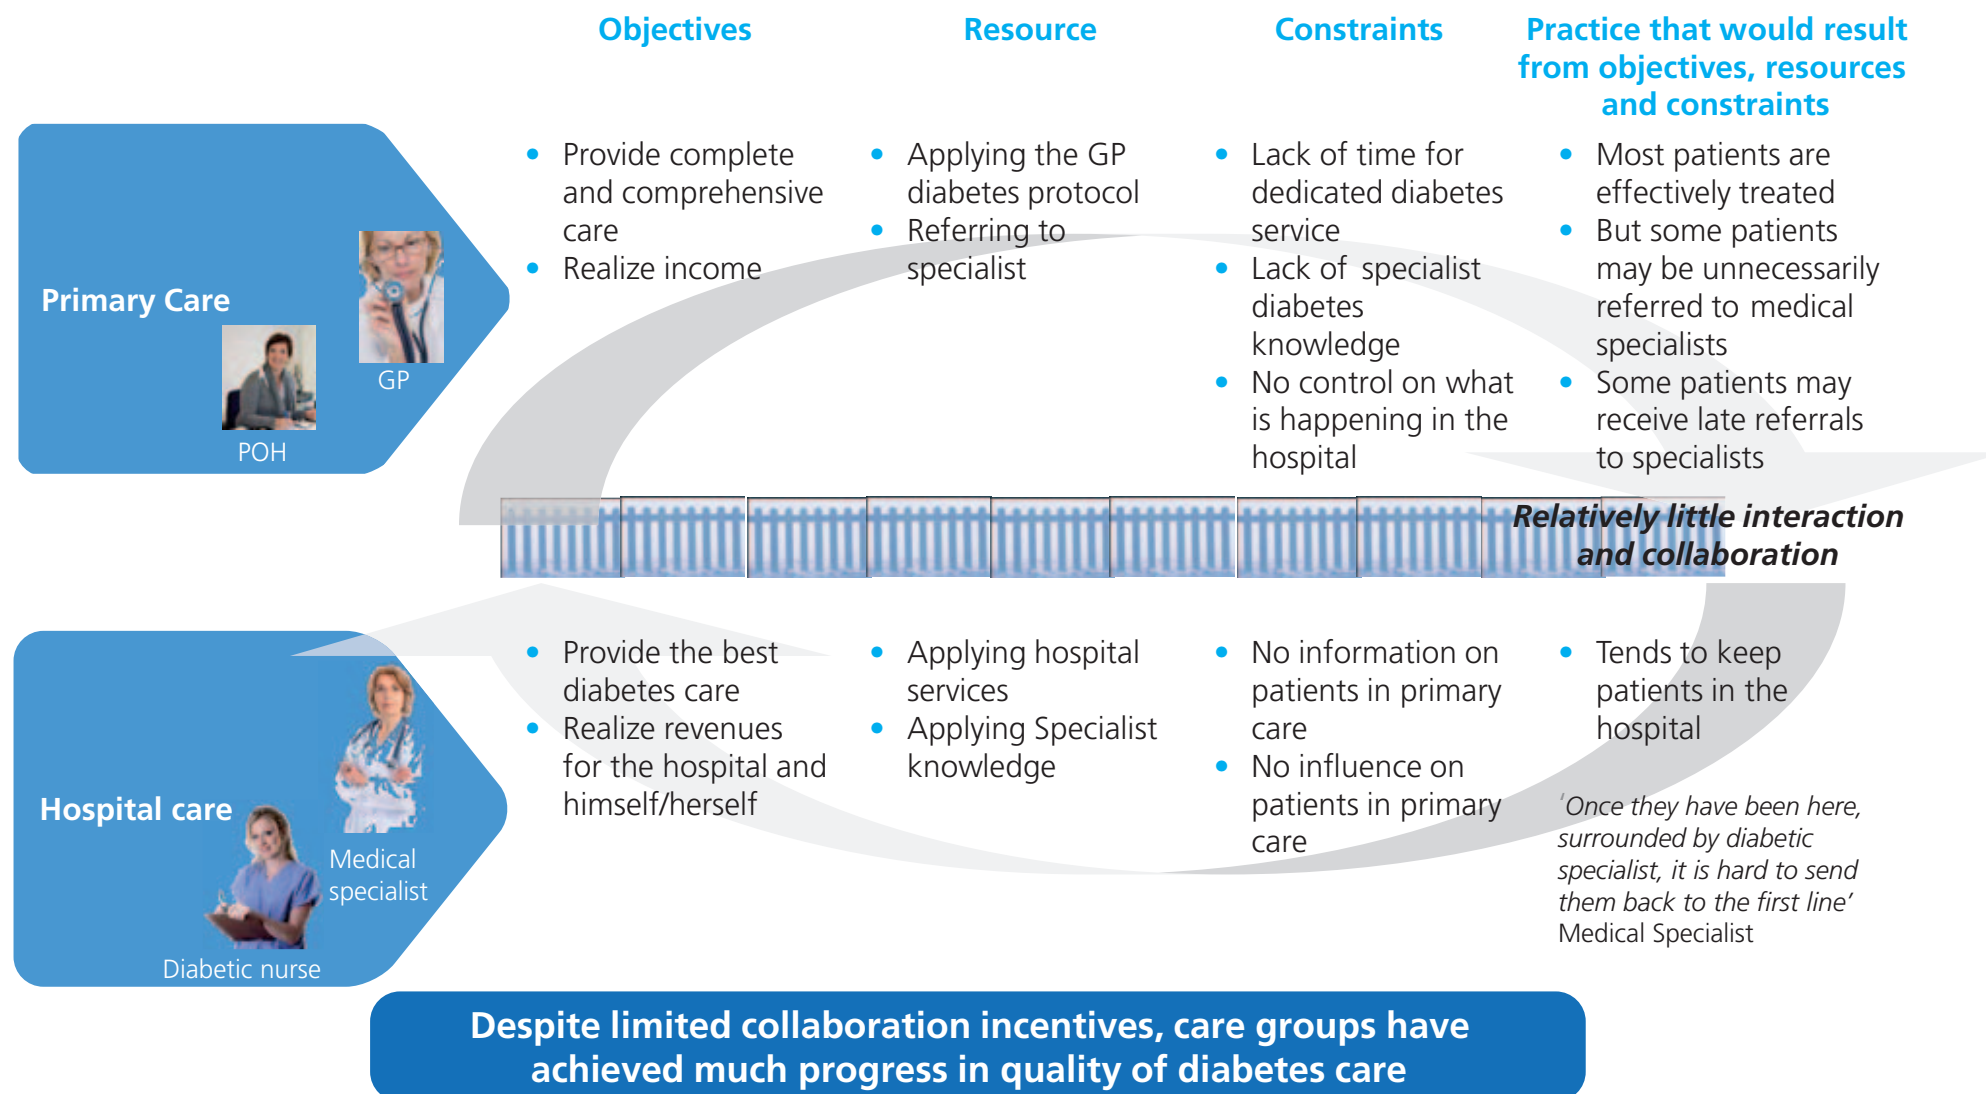 Objectives
Resource
Constraints
Practice that would result
from objectives, resources
and constraints
Primary Care
GP
POH
• Provide complete
and comprehensive
care
• Realize income
• Applying the GP
diabetes protocol
• Referring to
specialist
• Lack of time for
dedicated diabetes
service
• Lack of specialist
diabetes
knowledge
• No control on what
is happening in the
hospital
• Most patients are
effectively treated
• But some patients
may be unnecessarily
referred to medical
specialists
• Some patients may
receive late referrals
to specialists
Relatively little interaction
and collaboration
Hospital care
Medical
specialist
Diabetic nurse
• Provide the best
diabetes care
• Realize revenues
for the hospital and
himself/herself
• Applying hospital
services
• Applying Specialist
knowledge
• No information on
patients in primary
care
• No influence on
patients in primary
care
• Tends to keep
patients in the
hospital
'Once they have been here,
surrounded by diabetic
specialist, it is hard to send
them back to the first line'
Medical Specialist
Despite limited collaboration incentives, care groups have
achieved much progress in quality of diabetes care